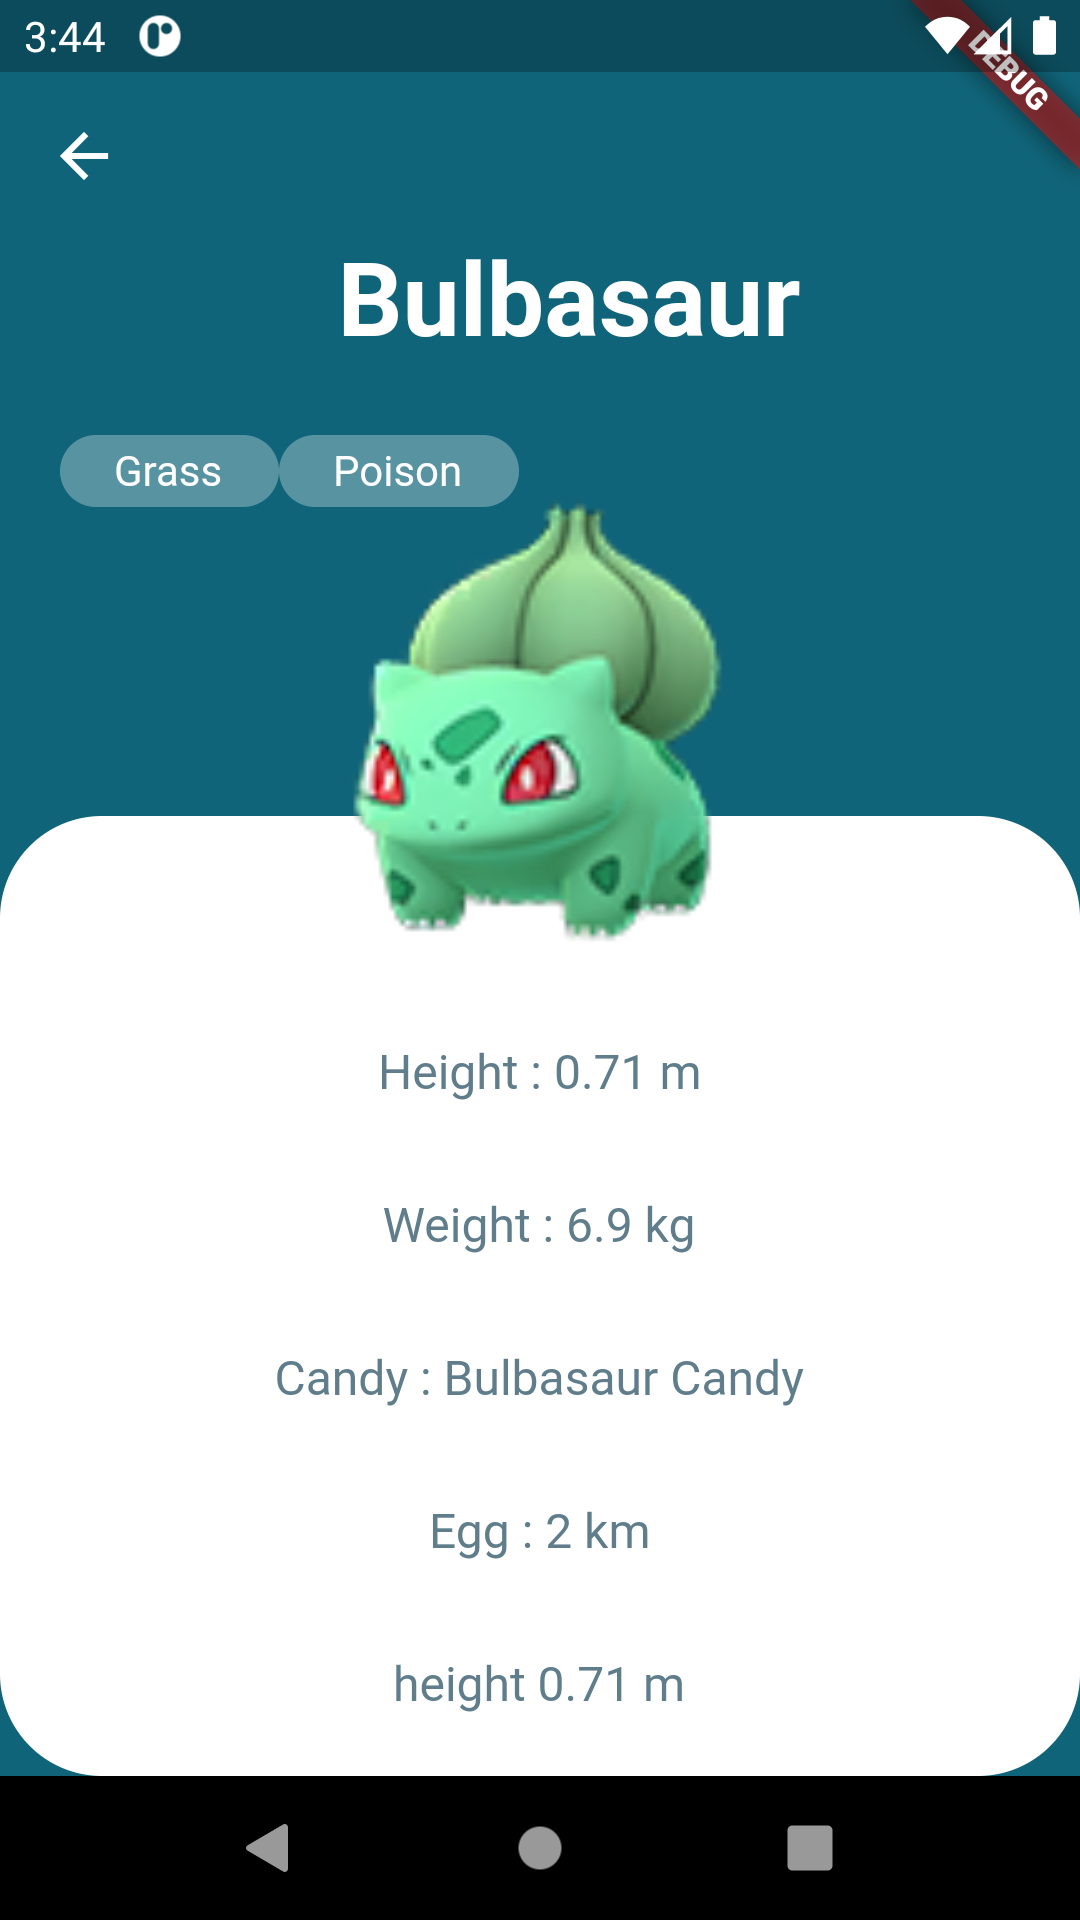 3:44
DEBUG
Bulbasaur
Grass Poison
Height : 0.71 m
Weight : 6.9 kg
Candy : Bulbasaur Candy
Egg : 2 km
height 0.71 m